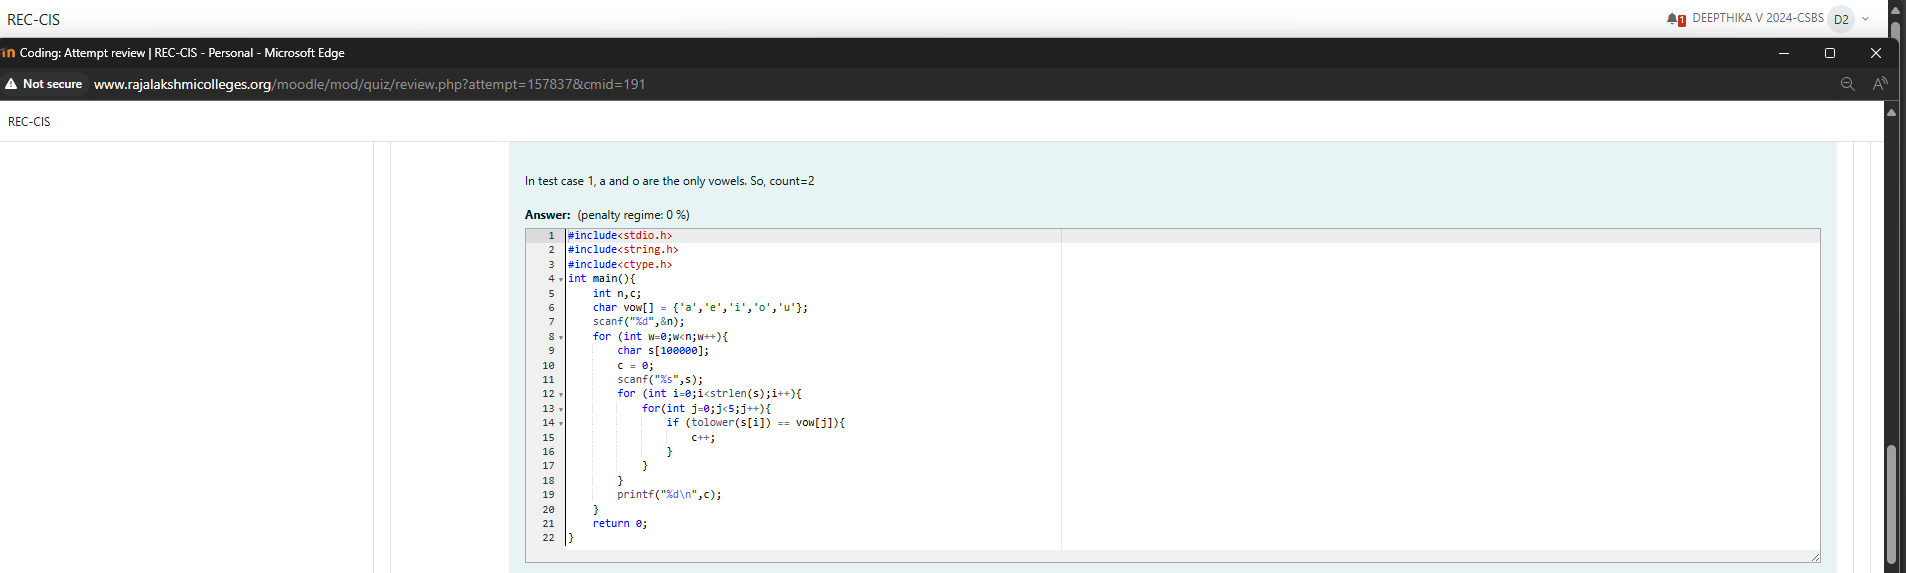 REC-CIS
1 DEEPTHIKA V 2024-CSBS D2
Coding: Attempt review | REC-CIS - Personal - Microsoft Edge
Not secure www.rajalakshmicolleges.org/moodle/mod/quiz/review.php?attempt=157837&cmid=191
REC-CIS
In test case 1, a and o are the only vowels. So, count=2
Answer: (penalty regime: 0 %)
1 #include<stdio.h>
2 #include<string.h>
3 #include<ctype.h>
4 int main(){
5     int n,c;
6     char vow[] = {'a','e','i','o','u'};
7     scanf("%d",&n);
8     for (int w=0;w<n;w++){
9         char s[100000];
10         c = 0;
11         scanf("%s",s);
12         for (int i=0;i<strlen(s);i++){
13             for(int j=0;j<5;j++){
14                 if (tolower(s[i]) == vow[j]){
15                     c++;
16                 }
17             }
18         }
19         printf("%d\n",c);
20     }
21     return 0;
22 }